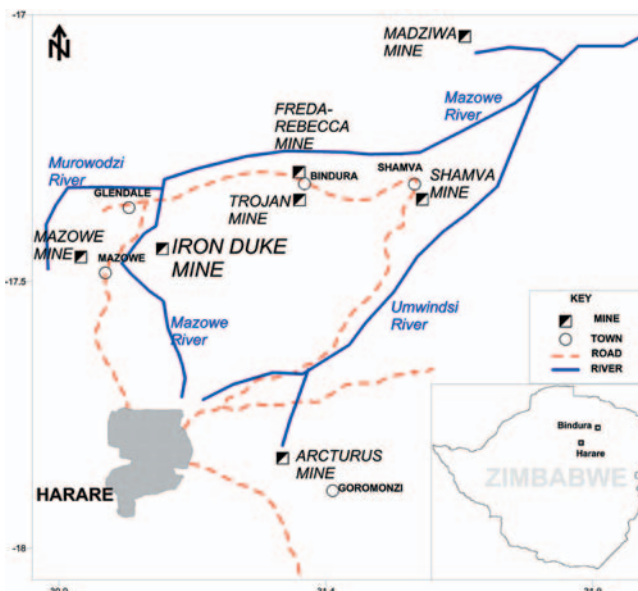 -17
N
MADZIWA
MINE
Mazowe
River
FREDA-
REBECCA
MINE
Murowodzi
River
BINDURA
SHAMVA
GLENDALE
TROJAN
MINE
SHAMVA
MINE
MAZOWE
MINE
MAZOWE
IRON DUKE
MINE
-17.5
Umwindsi
River
Mazowe
River
KEY
MINE
TOWN
ROAD
RIVER
Bindura
Harare
ZIMBABWE
ARCTURUS
MINE
HARARE
GOROMONZI
-18